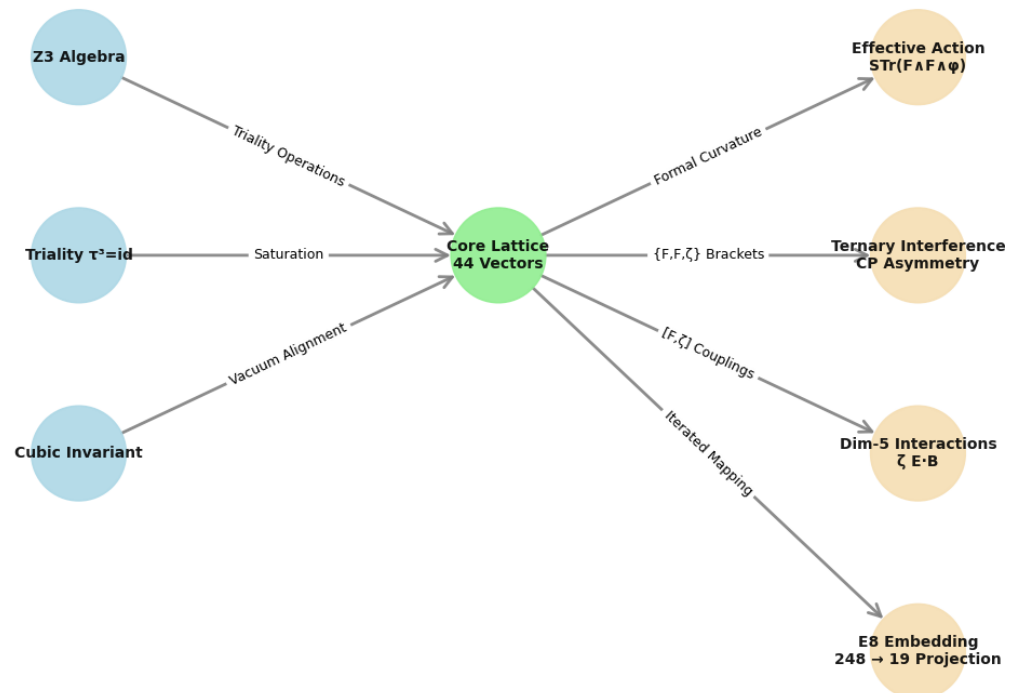 Z3 Algebra
Effective Action
STr(F∧F∧φ)
Triality Operations
Formal Curvature
Triality τ³=id
Saturation
Core Lattice
44 Vectors
{F,F,ζ} Brackets
Ternary Interference
CP Asymmetry
Vacuum Alignment
[F,ζ] Couplings
Cubic Invariant
Dim-5 Interactions
ζ E·B
Iterated Mapping
E8 Embedding
248 → 19 Projection